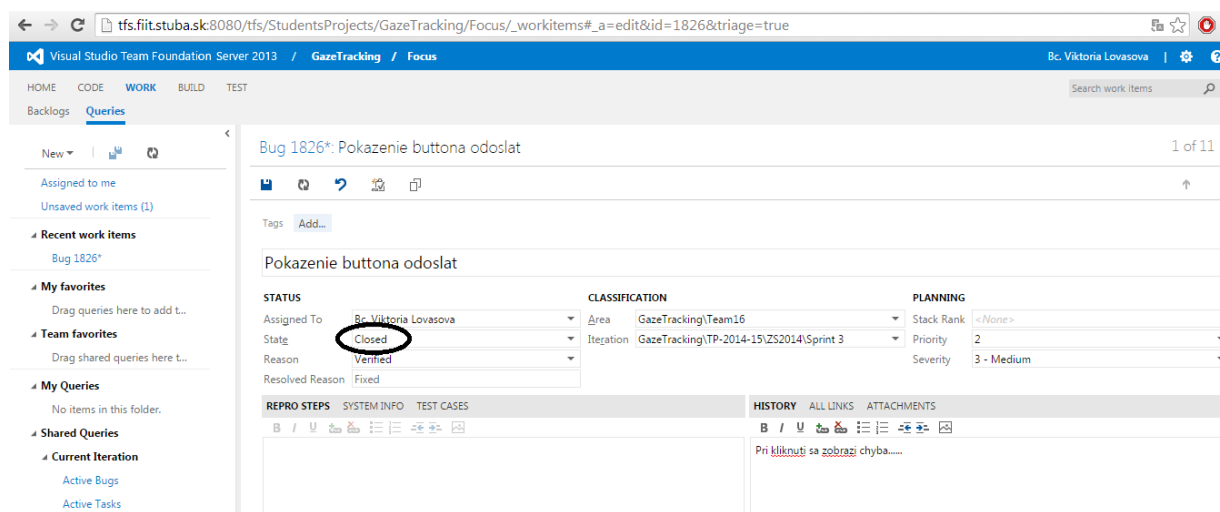 tfs.fiit.stuba.sk:8080/tfs/StudentsProjects/GazeTracking/Focus/_workitems#_a=edit&id=1826&triage=true
Visual Studio Team Foundation Server 2013 / GazeTracking / Focus
Bc. Viktoria Lovasova
HOME CODE WORK BUILD TEST
Search work items
Backlogs Queries
New
Assigned to me
Unsaved work items (1)
Recent work items
Bug 1826*
My favorites
Drag queries here to add t...
Team favorites
Drag shared queries here t...
My Queries
No items in this folder.
Shared Queries
Current Iteration
Active Bugs
Active Tasks
Bug 1826*: Pokazenie buttona odoslat
1 of 11
Tags Add...
Pokazenie buttona odoslat
STATUS
Assigned To Bc. Viktoria Lovasova
State Closed
Reason Verified
Resolved Reason Fixed
CLASSIFICATION
Area GazeTracking\Team16
Iteration GazeTracking\TP-2014-15\ZS2014\Sprint 3
PLANNING
Stack Rank <None>
Priority 2
Severity 3 - Medium
REPRO STEPS SYSTEM INFO TEST CASES
B I U
HISTORY ALL LINKS ATTACHMENTS
B I U
Pri kliknuti sa zobrazi chyba......